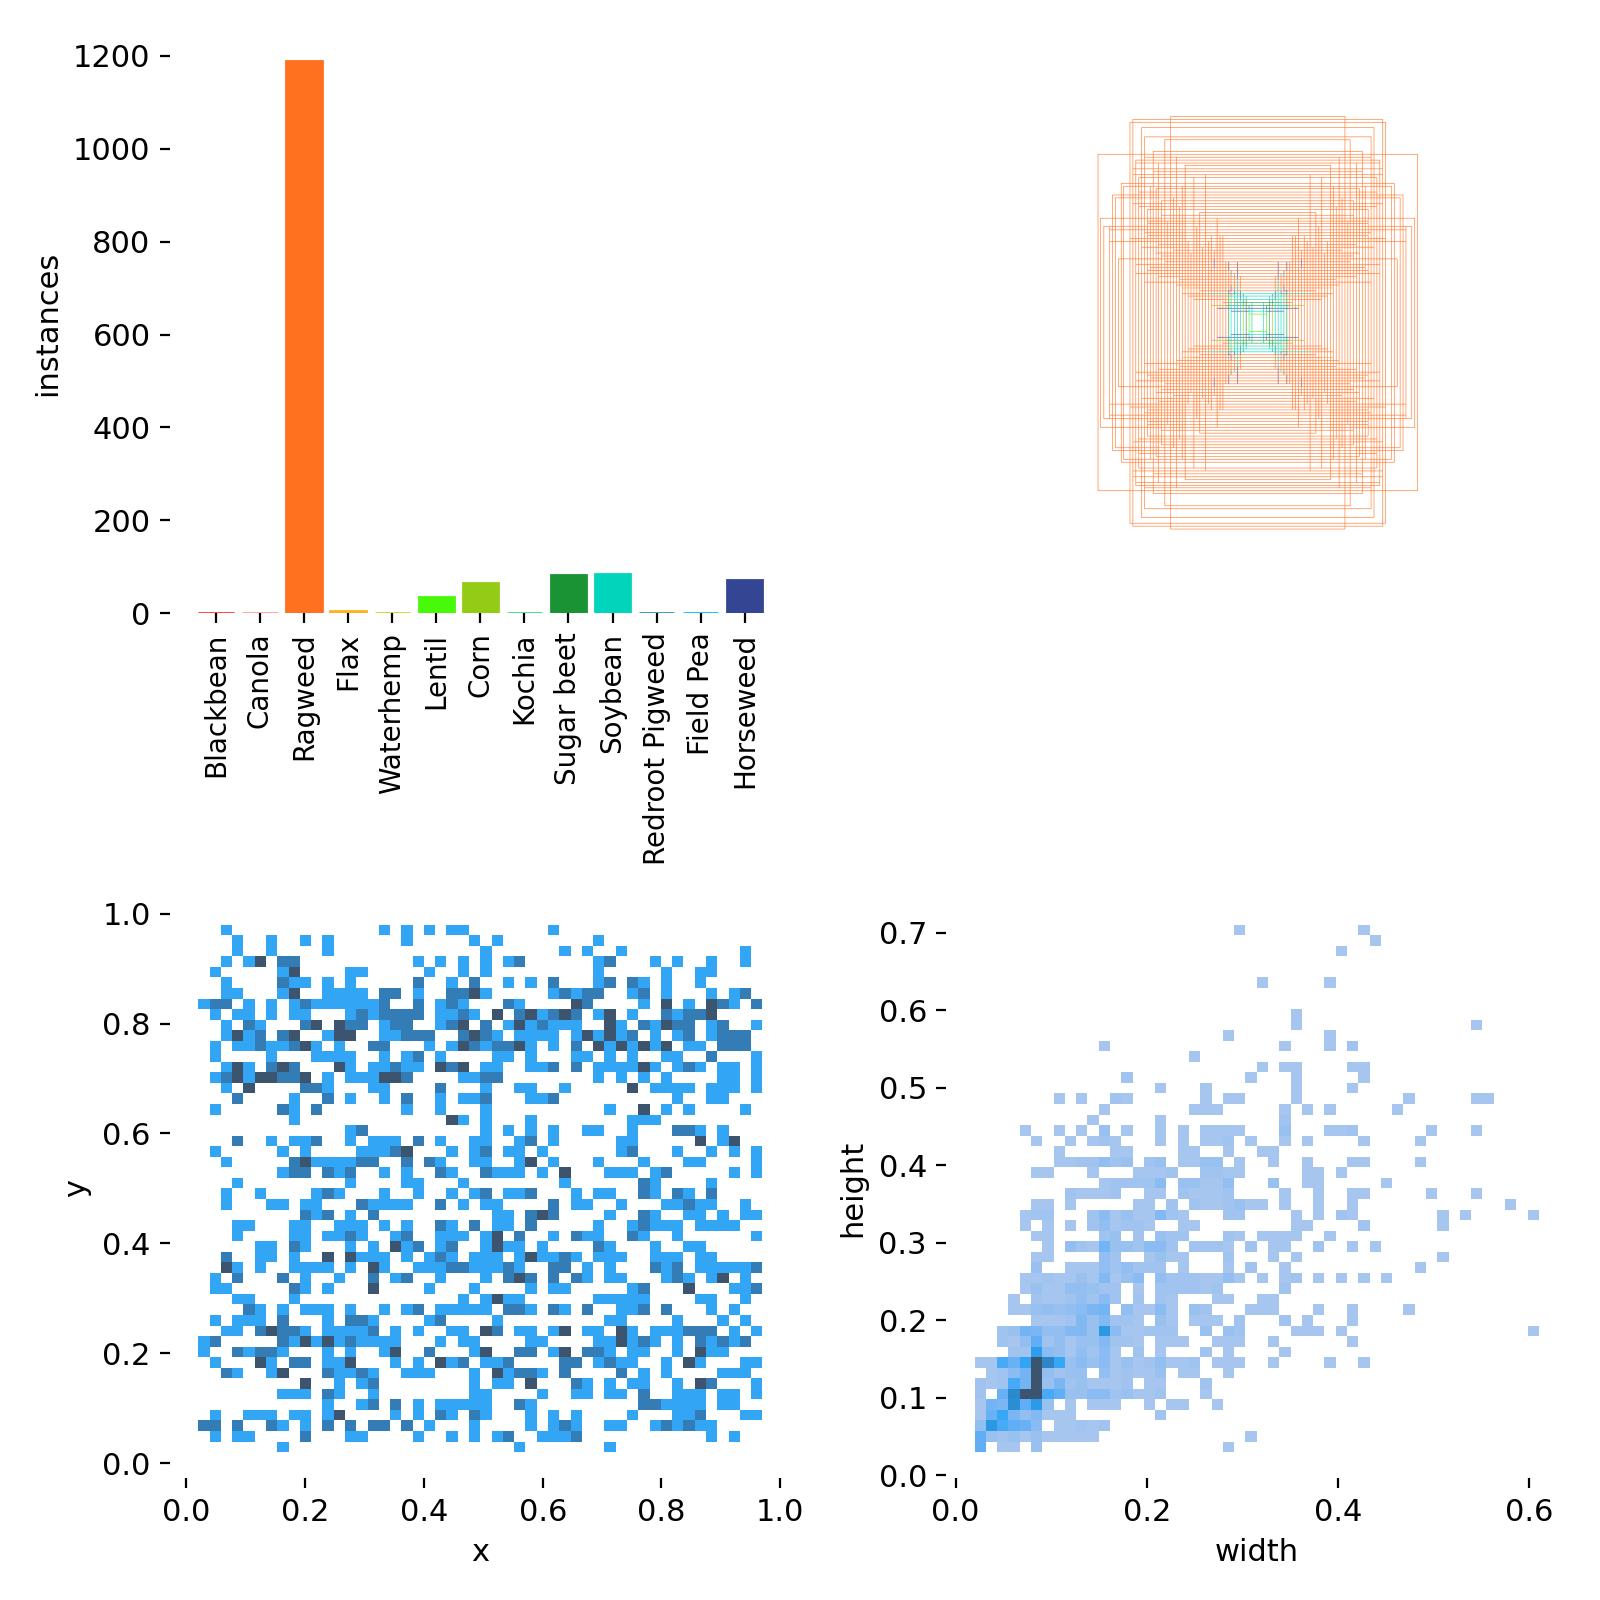 1200
1000
800
600
400
200
0
instances
Blackbean
Canola
Ragweed
Flax
Waterhemp
Lentil
Corn
Kochia
Sugar beet
Soybean
Redroot Pigweed
Field Pea
Horseweed
1.0
0.8
0.6
0.4
0.2
0.0
y
0.0 0.2 0.4 0.6 0.8 1.0
x
0.7
0.6
0.5
0.4
0.3
0.2
0.1
0.0
height
0.0 0.2 0.4 0.6
width